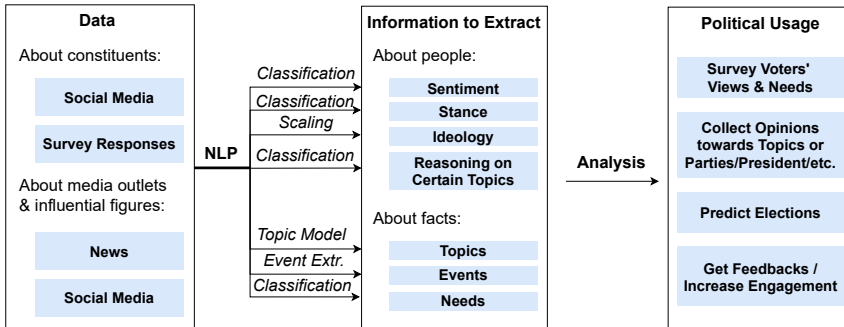 Data
About constituents:
Social Media
Survey Responses
About media outlets
& influential figures:
News
Social Media
NLP
Classification
Classification
Scaling
Classification
Topic Model
Event Extr.
Classification
Information to Extract
About people:
Sentiment
Stance
Ideology
Reasoning on
Certain Topics
About facts:
Topics
Events
Needs
Analysis
Political Usage
Survey Voters'
Views & Needs
Collect Opinions
towards Topics or
Parties/President/etc.
Predict Elections
Get Feedbacks /
Increase Engagement